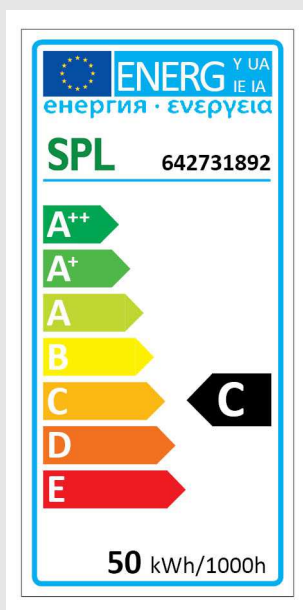 ENERG Y UA
IE IA
енергия · ενεργεια
SPL 642731892
A++
A+
A
B
C C
D
E
50 kWh/1000h